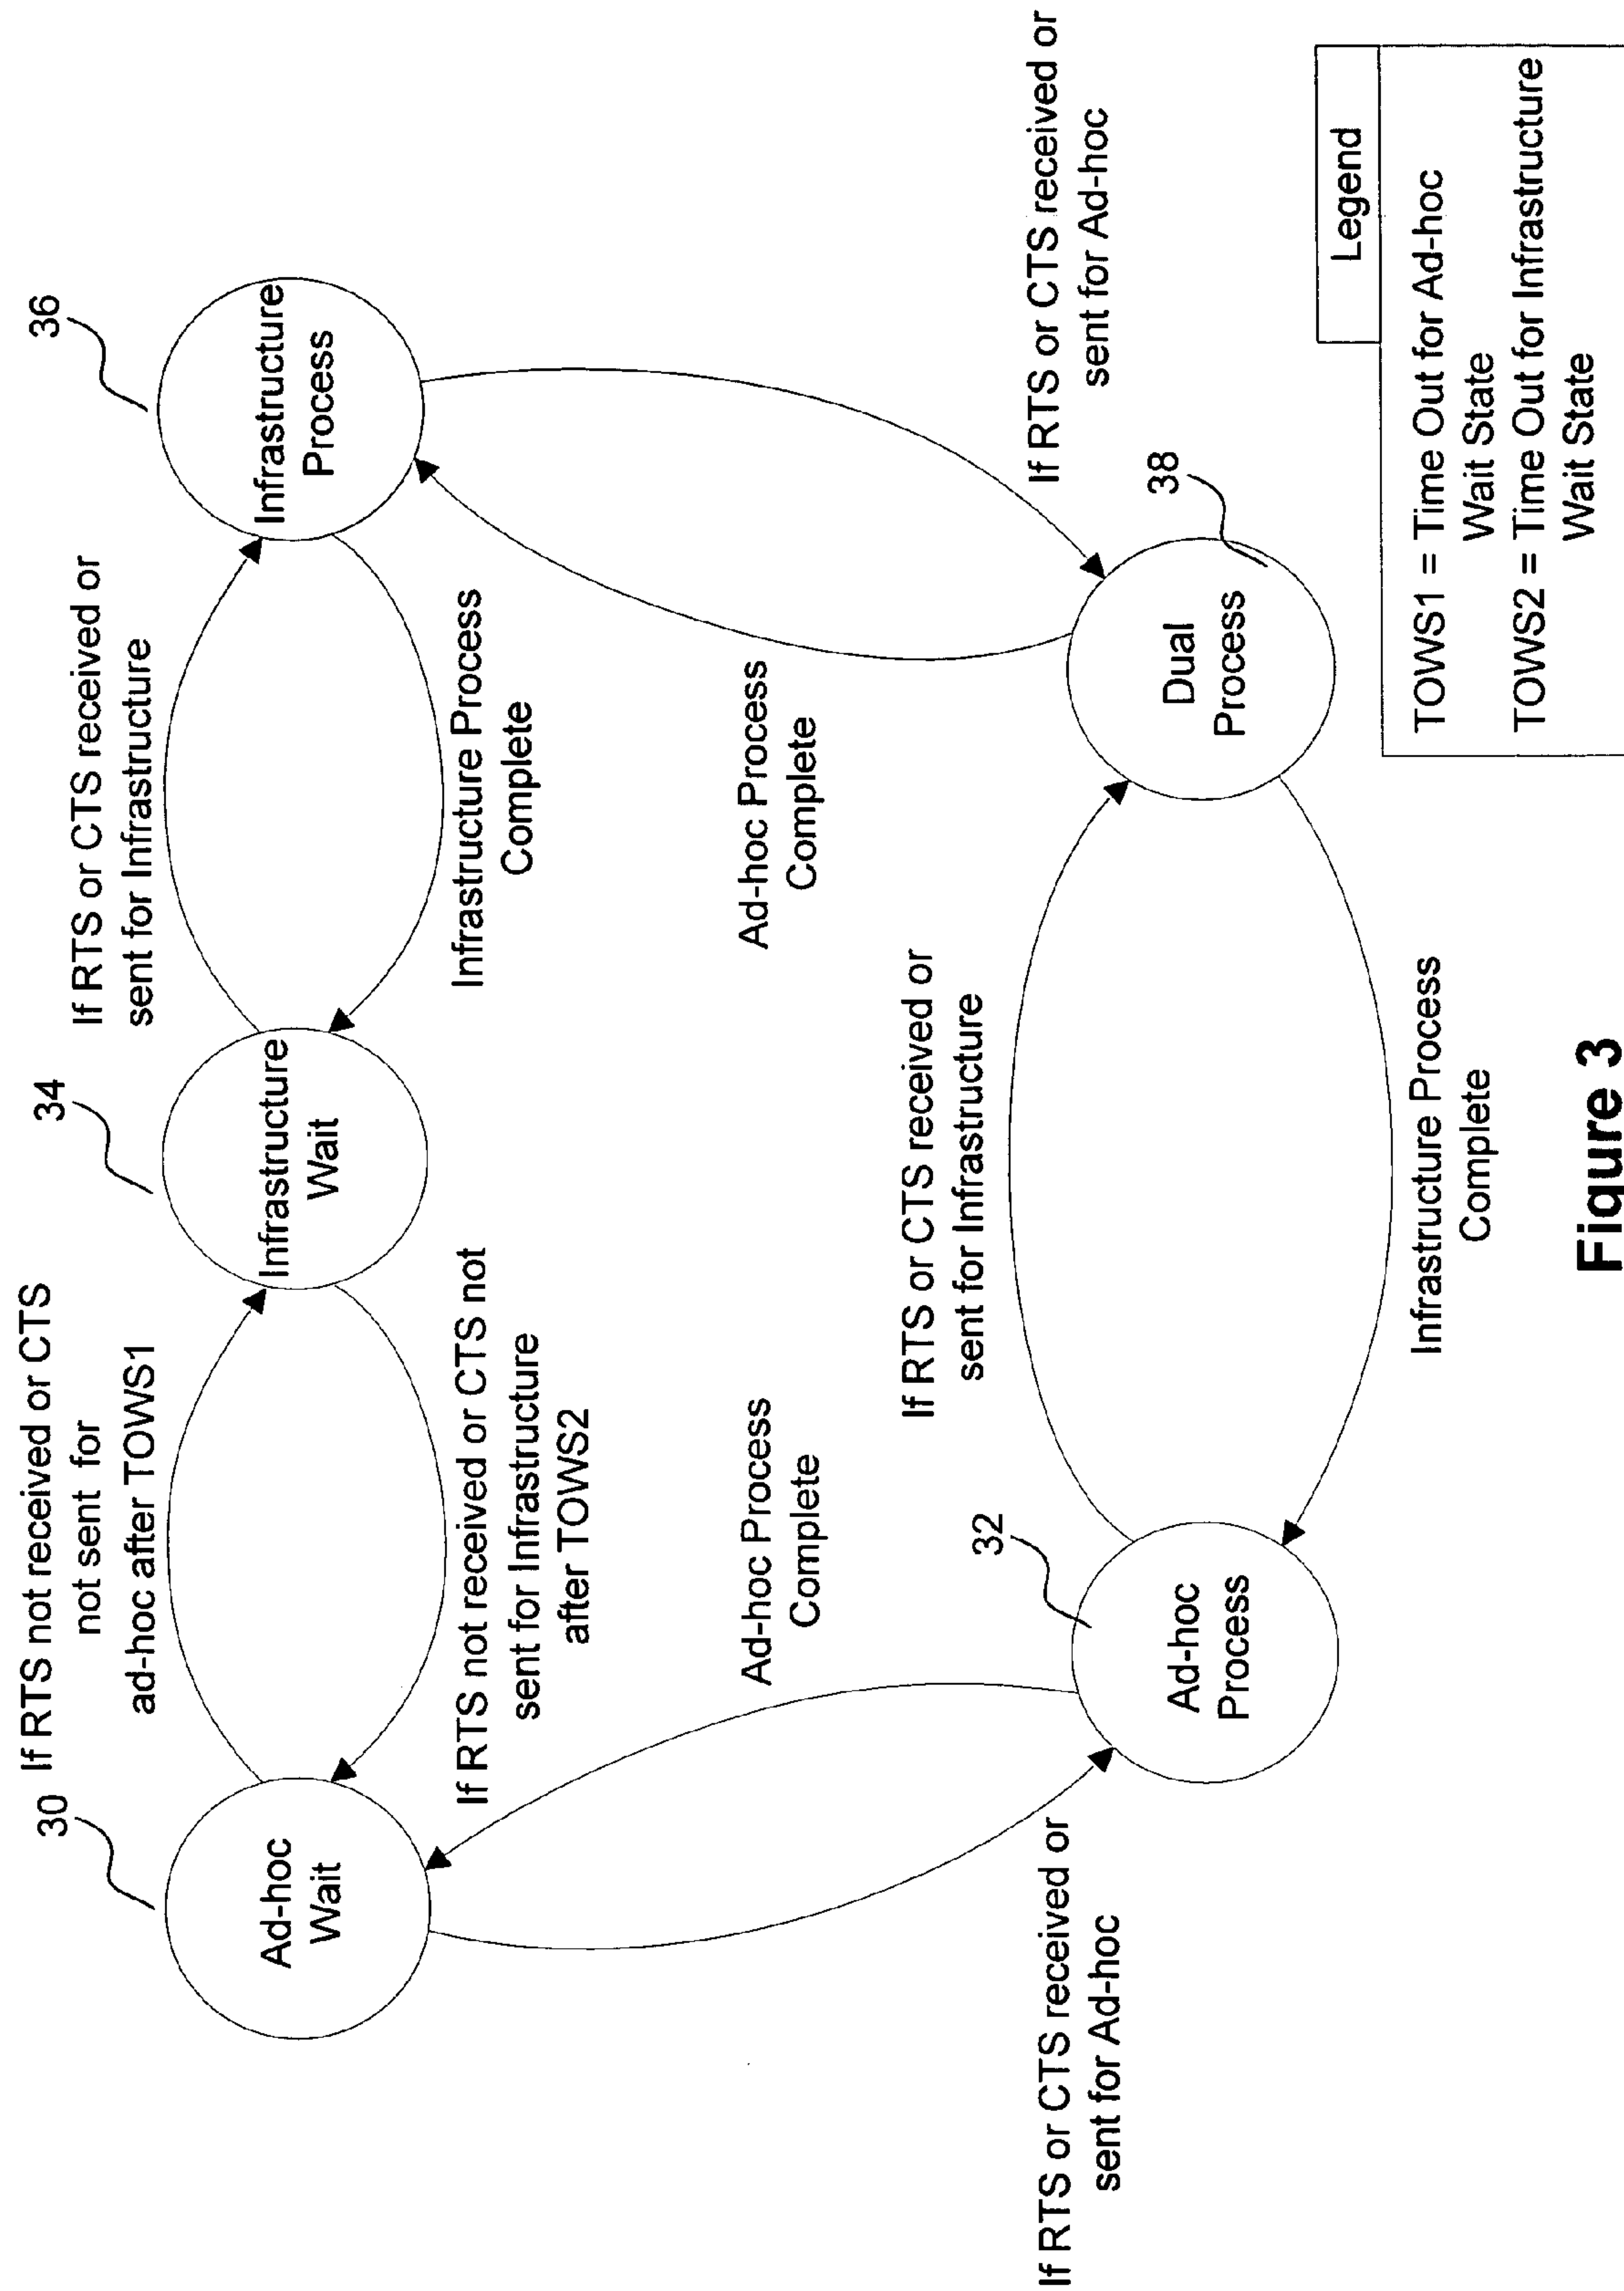 If RTS not received or CTS
not sent for
ad-hoc after TOWS1
If RTS or CTS received or
sent for Infrastructure
30
34
36
Ad-hoc
Wait
Infrastructure
Wait
Infrastructure
Process
If RTS not received or CTS not
sent for Infrastructure
after TOWS2
Infrastructure Process
Complete
Ad-hoc Process
Complete
Ad-hoc Process
Complete
If RTS or CTS received or
sent for Infrastructure
If RTS or CTS received or
sent for Ad-hoc
If RTS or CTS received or
sent for Ad-hoc
32
38
Ad-hoc
Process
Dual
Process
Infrastructure Process
Complete
Legend
TOWS1 = Time Out for Ad-hoc
Wait State
TOWS2 = Time Out for Infrastructure
Wait State
Figure 3